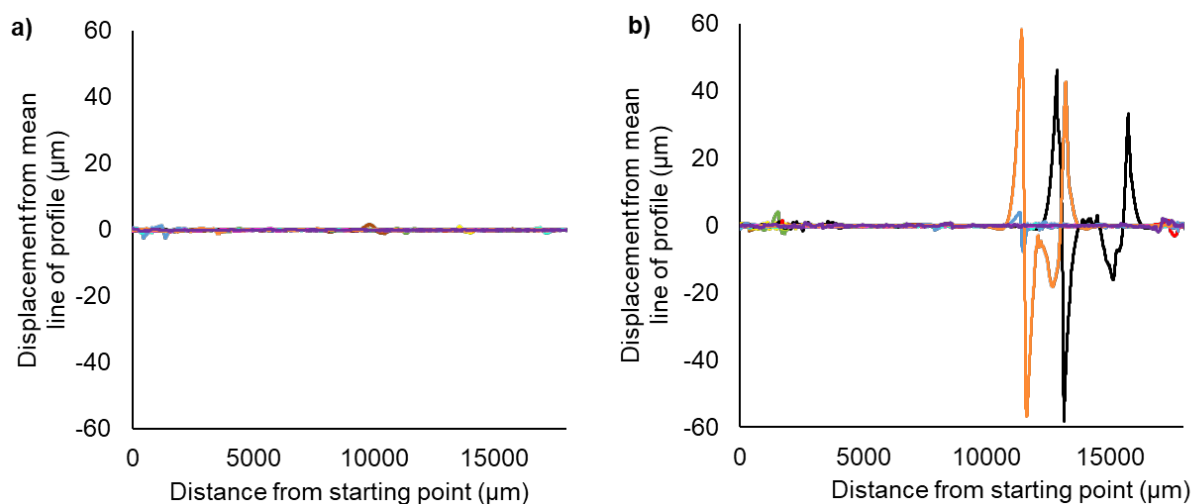 a)
Displacement from mean
line of profile (µm)
60
40
20
0
-20
-40
-60
0 5000 10000 15000
Distance from starting point (µm)
b)
Displacement from mean
line of profile (µm)
60
40
20
0
-20
-40
-60
0 5000 10000 15000
Distance from starting point (µm)